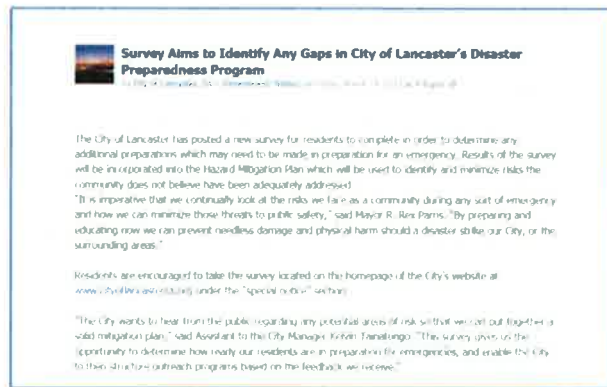 Survey Aims to Identify Any Gaps in City of Lancaster's Disaster
Preparedness Program
The City of Lancaster has posted a new survey for residents to complete in order to determine any
additional preparations which may need to be made in preparation for an emergency. Results of the survey
will be incorporated into the Hazard Mitigation Plan which will be used to identify and minimize risks the
community does not believe have been adequately addressed.
"It is imperative that we continually look at the risks we face as a community during any sort of emergency
and how we can minimize those threats to public safety," said Mayor R. Rex Parris. "By preparing and
educating now we can prevent needless damage and physical harm should a disaster strike our City, or the
surrounding areas."
Residents are encouraged to take the survey located on the homepage of the City's website at
www.cityoflancasterca.org under the "special notice" section.
"The City wants to hear from the public regarding any potential areas of risk so that we can put together a
solid mitigation plan," said Assistant to the City Manager Kelvin Tainatongo. "This survey gives us the
opportunity to determine how ready our residents are in preparation for emergencies, and enable the City
to then structure outreach programs based on the feedback we receive."